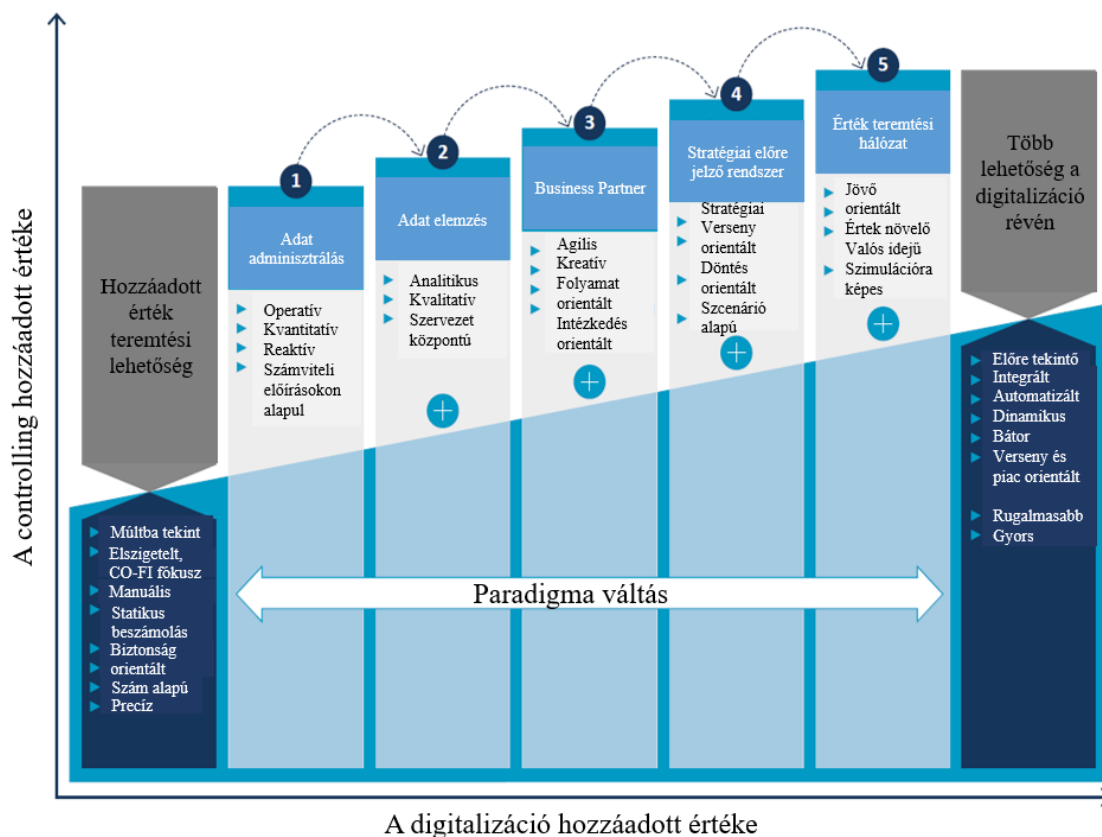 A controlling hozzáadott értéke
Hozzáadott
érték
teremtési
lehetőség
Múltba tekint
Elszigetelt,
CO-FI fókusz
Manuális
Statikus
beszámolás
Biztonság
orientált
Szám alapú
Precíz
1
Adat
adminisztrálás
Operatív
Kvantitatív
Reaktív
Számviteli
előírásokon
alapul
2
Adat elemzés
Analitikus
Kvalitatív
Szervezet
központú
3
Business Partner
Agilis
Kreatív
Folyamat
orientált
Intézkedés
orientált
4
Stratégiai előre
jelző rendszer
Stratégiai
Verseny
orientált
Döntés
orientált
Szcenárió
alapú
5
Érték teremtési
hálózat
Jövő
orientált
Értek növelő
Valós idejű
Szimulációra
képes
Több
lehetőség a
digitalizáció
révén
Előre tekintő
Integrált
Automatizált
Dinamikus
Bátor
Verseny és
piac orientált
Rugalmasabb
Gyors
Paradigma váltás
A digitalizáció hozzáadott értéke